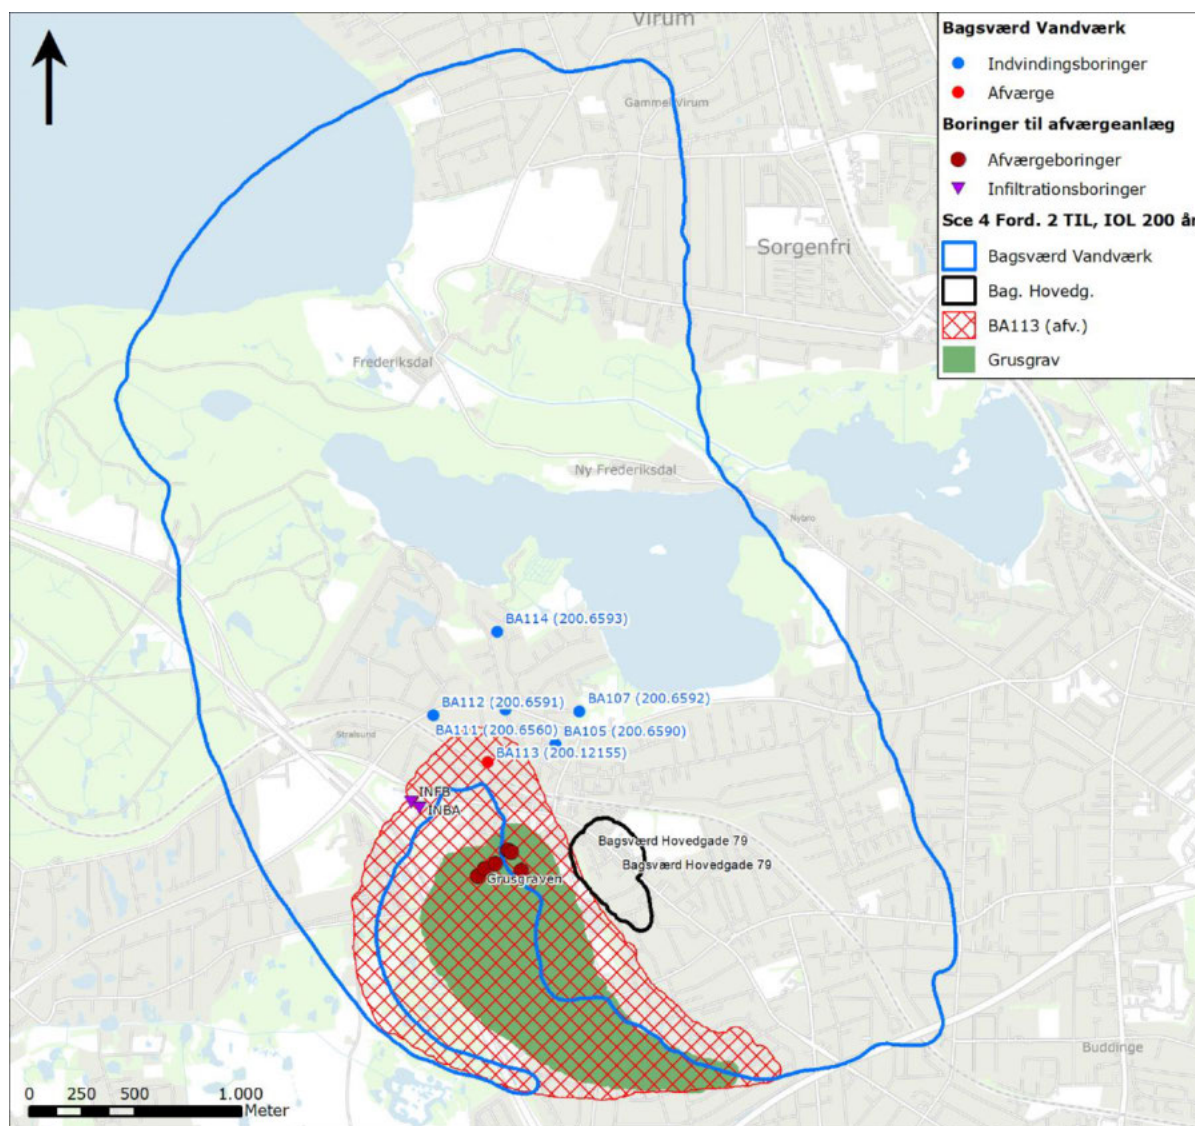 Virum
Bagsværd Vandværk
Indvindingsboringer
Afværge
Boringer til afværgeanlæg
Afværgeboringer
Infiltrationsboringer
Sce 4 Ford. 2 TIL, IOL 200 år
Bagsværd Vandværk
Bag. Hovedg.
BA113 (afv.)
Grusgrav
Gammel Virum
Sorgenfri
Frederiksdal
Ny Frederiksdal
Nybro
BA114 (200.6593)
BA112 (200.6591)
BA107 (200.6592)
Stralsund
BA111 (200.6560)
BA105 (200.6590)
BA113 (200.12155)
INFB
INBA
Bagsværd Hovedgade 79
Bagsværd Hovedgade 79
Grusgraven
Buddinge
0 250 500 1.000
Meter